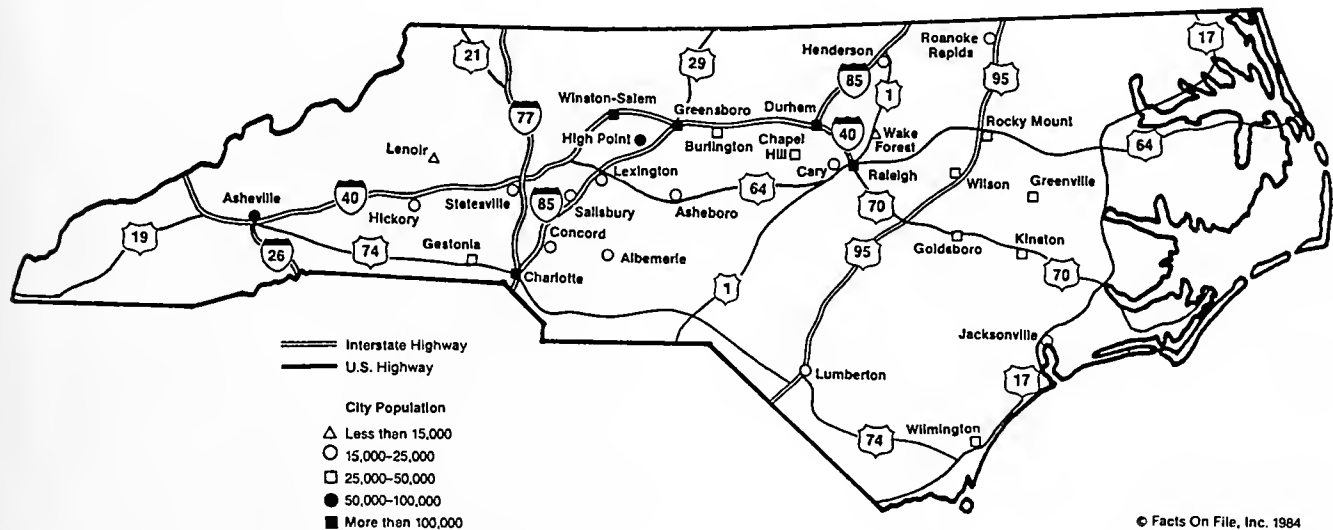 21
77
29
Henderson
85
1
Roanoke
Rapids
95
17
Winston-Salem
Greensboro
Durham
High Point
Burlington
Chapel
Hill
40
Wake
Forest
Rocky Mount
64
Lenoir
Lexington
Cary
Raleigh
Wilson
Greenville
Asheville
40
Hickory
Statesville
85
Salisbury
Asheboro
64
70
19
26
74
Gastonia
Concord
Albemarle
Charlotte
95
Goldsboro
Kinston
70
1
Jacksonville
Lumberton
17
74
Wilmington
Interstate Highway
U.S. Highway
City Population
Less than 15,000
15,000–25,000
25,000–50,000
50,000–100,000
More than 100,000
© Facts On File, Inc. 1984